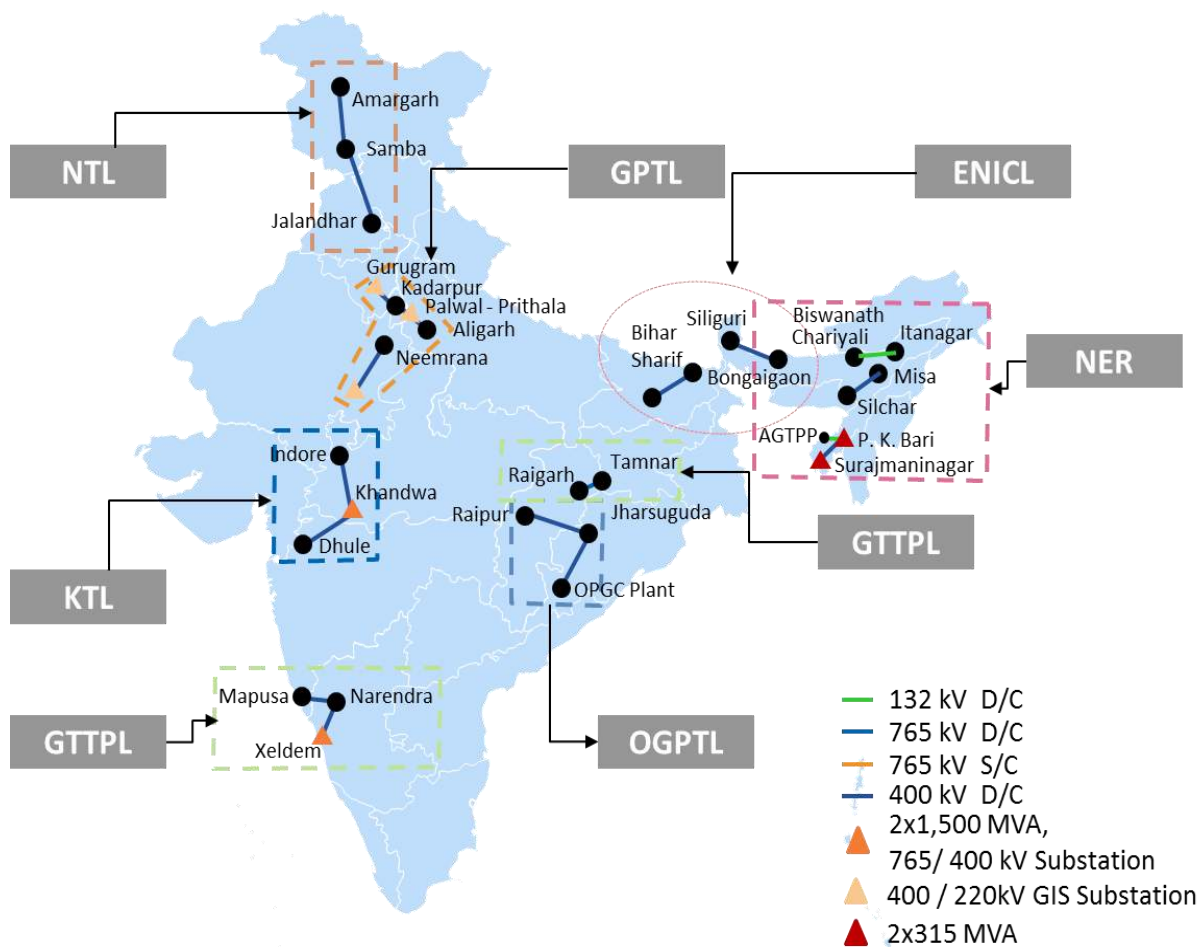 Amargarh
NTL
Samba
GPTL
ENICL
Jalandhar
Gurugram
Kadarpur
Palwal - Prithala
Aligarh
Neemrana
Siliguri
Bihar
Sharif
Bongaigaon
Biswanath
Chariyali
Itanagar
Misa
Silchar
NER
AGTPP
P. K. Bari
Surajmaninagar
Indore
Khandwa
Dhule
KTL
Tamnar
Raigarh
Raipur
Jharsuguda
OPGC Plant
GTTPL
Mapusa
Narendra
Xeldem
GTTPL
OGPTL
132 kV D/C
765 kV D/C
765 kV S/C
400 kV D/C
2x1,500 MVA,
765/ 400 kV Substation
400 / 220kV GIS Substation
2x315 MVA